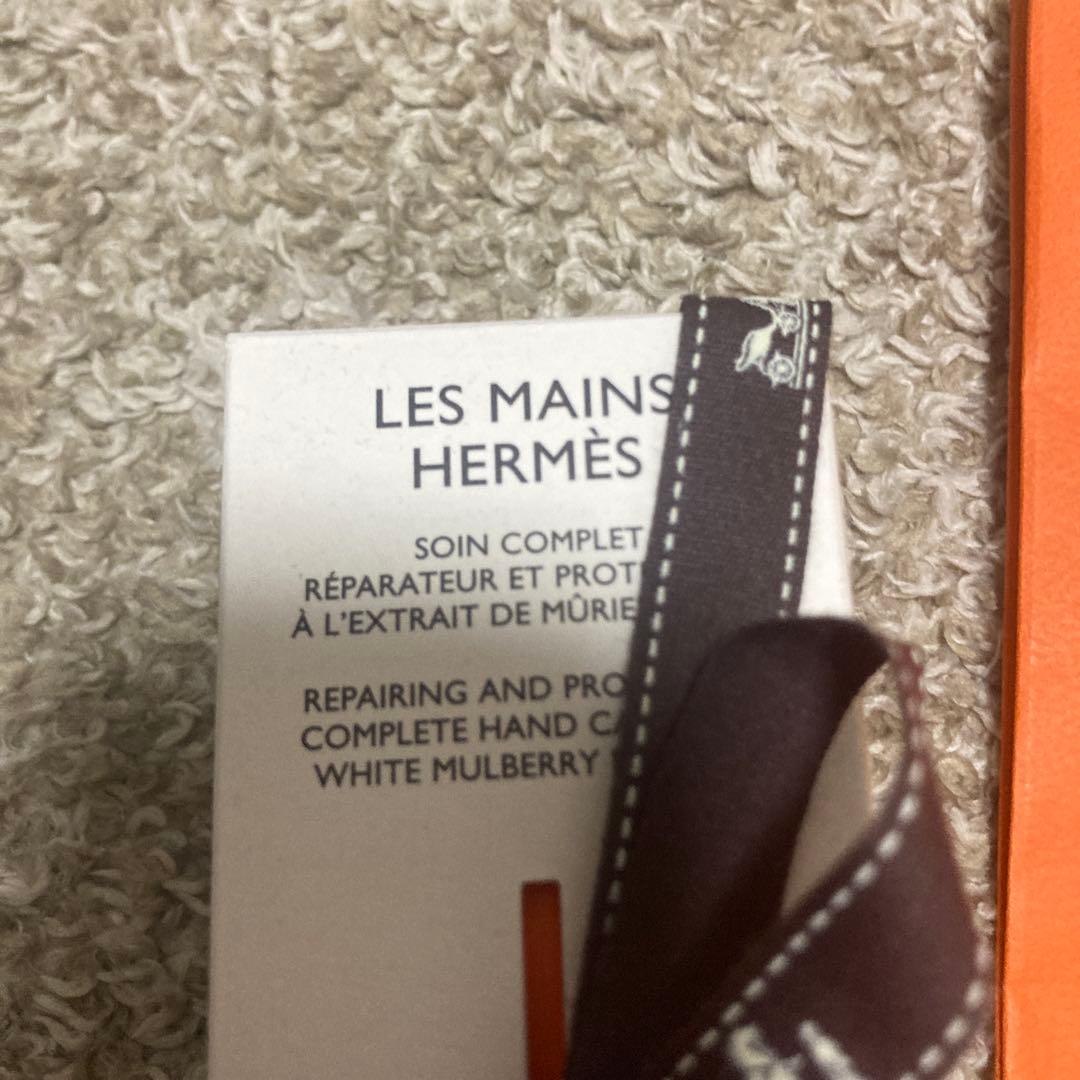 LES MAINS
HERMÈS
SOIN COMPLET
RÉPARATEUR ET PROT
À L'EXTRAIT DE MÛRIE
REPAIRING AND PRO
COMPLETE HAND CA
WHITE MULBERRY